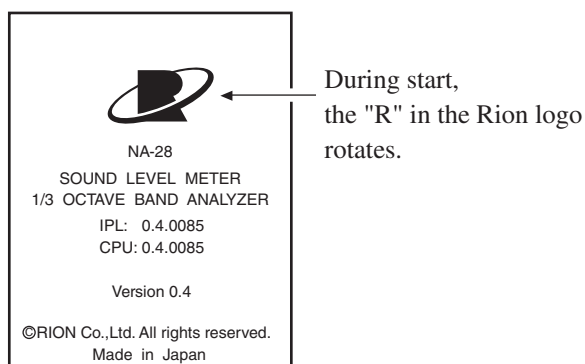 R
NA-28
SOUND LEVEL METER
1/3 OCTAVE BAND ANALYZER
IPL: 0.4.0085
CPU: 0.4.0085
Version 0.4
©RION Co.,Ltd. All rights reserved.
Made in Japan
During start,
the "R" in the Rion logo
rotates.